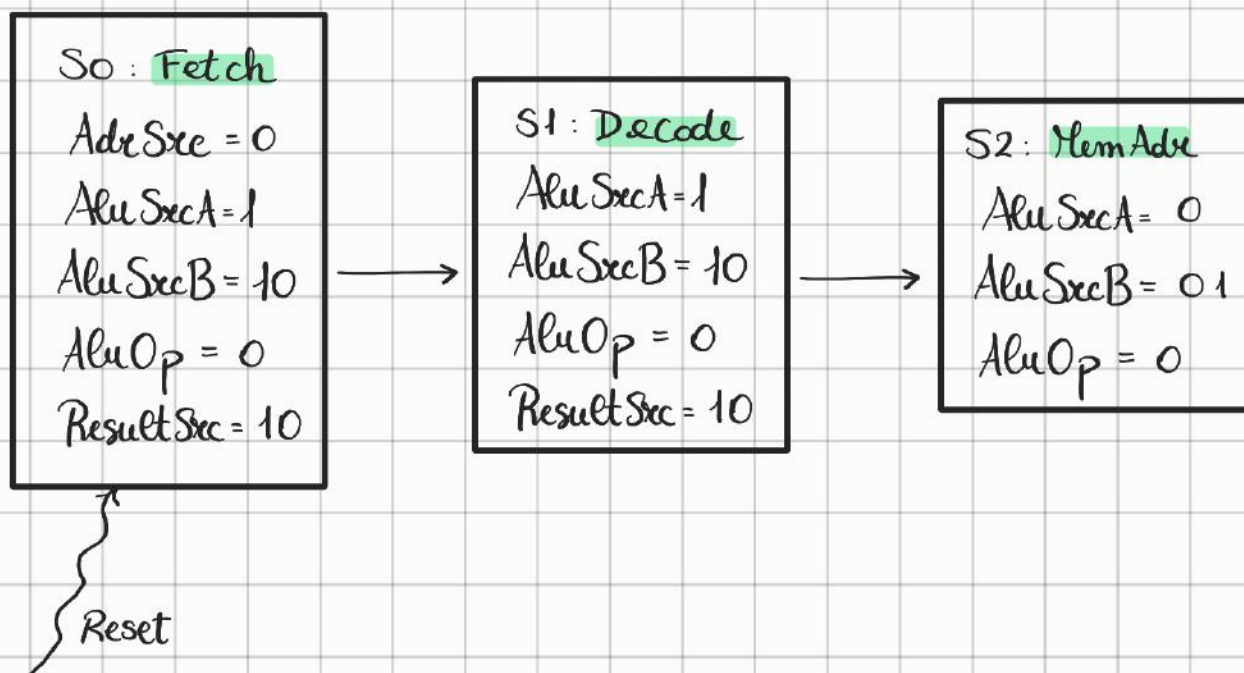 S0 : Fetch
AdrSrc = 0
AluSrcA = 1
AluSrcB = 10
AluOp = 0
ResultSrc = 10
Reset
S1 : Decode
AluSrcA = 1
AluSrcB = 10
AluOp = 0
ResultSrc = 10
S2 : MemAdr
AluSrcA = 0
AluSrcB = 01
AluOp = 0